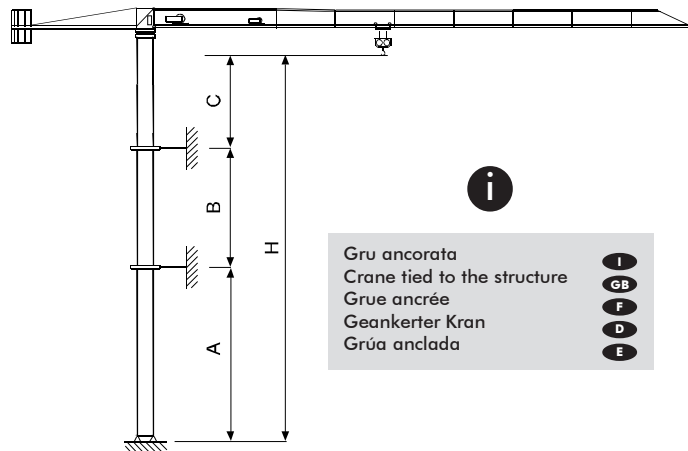 C
B
H
A
i
Gru ancorata I
Crane tied to the structure GB
Grue ancrée F
Geankerter Kran D
Grúa anclada E